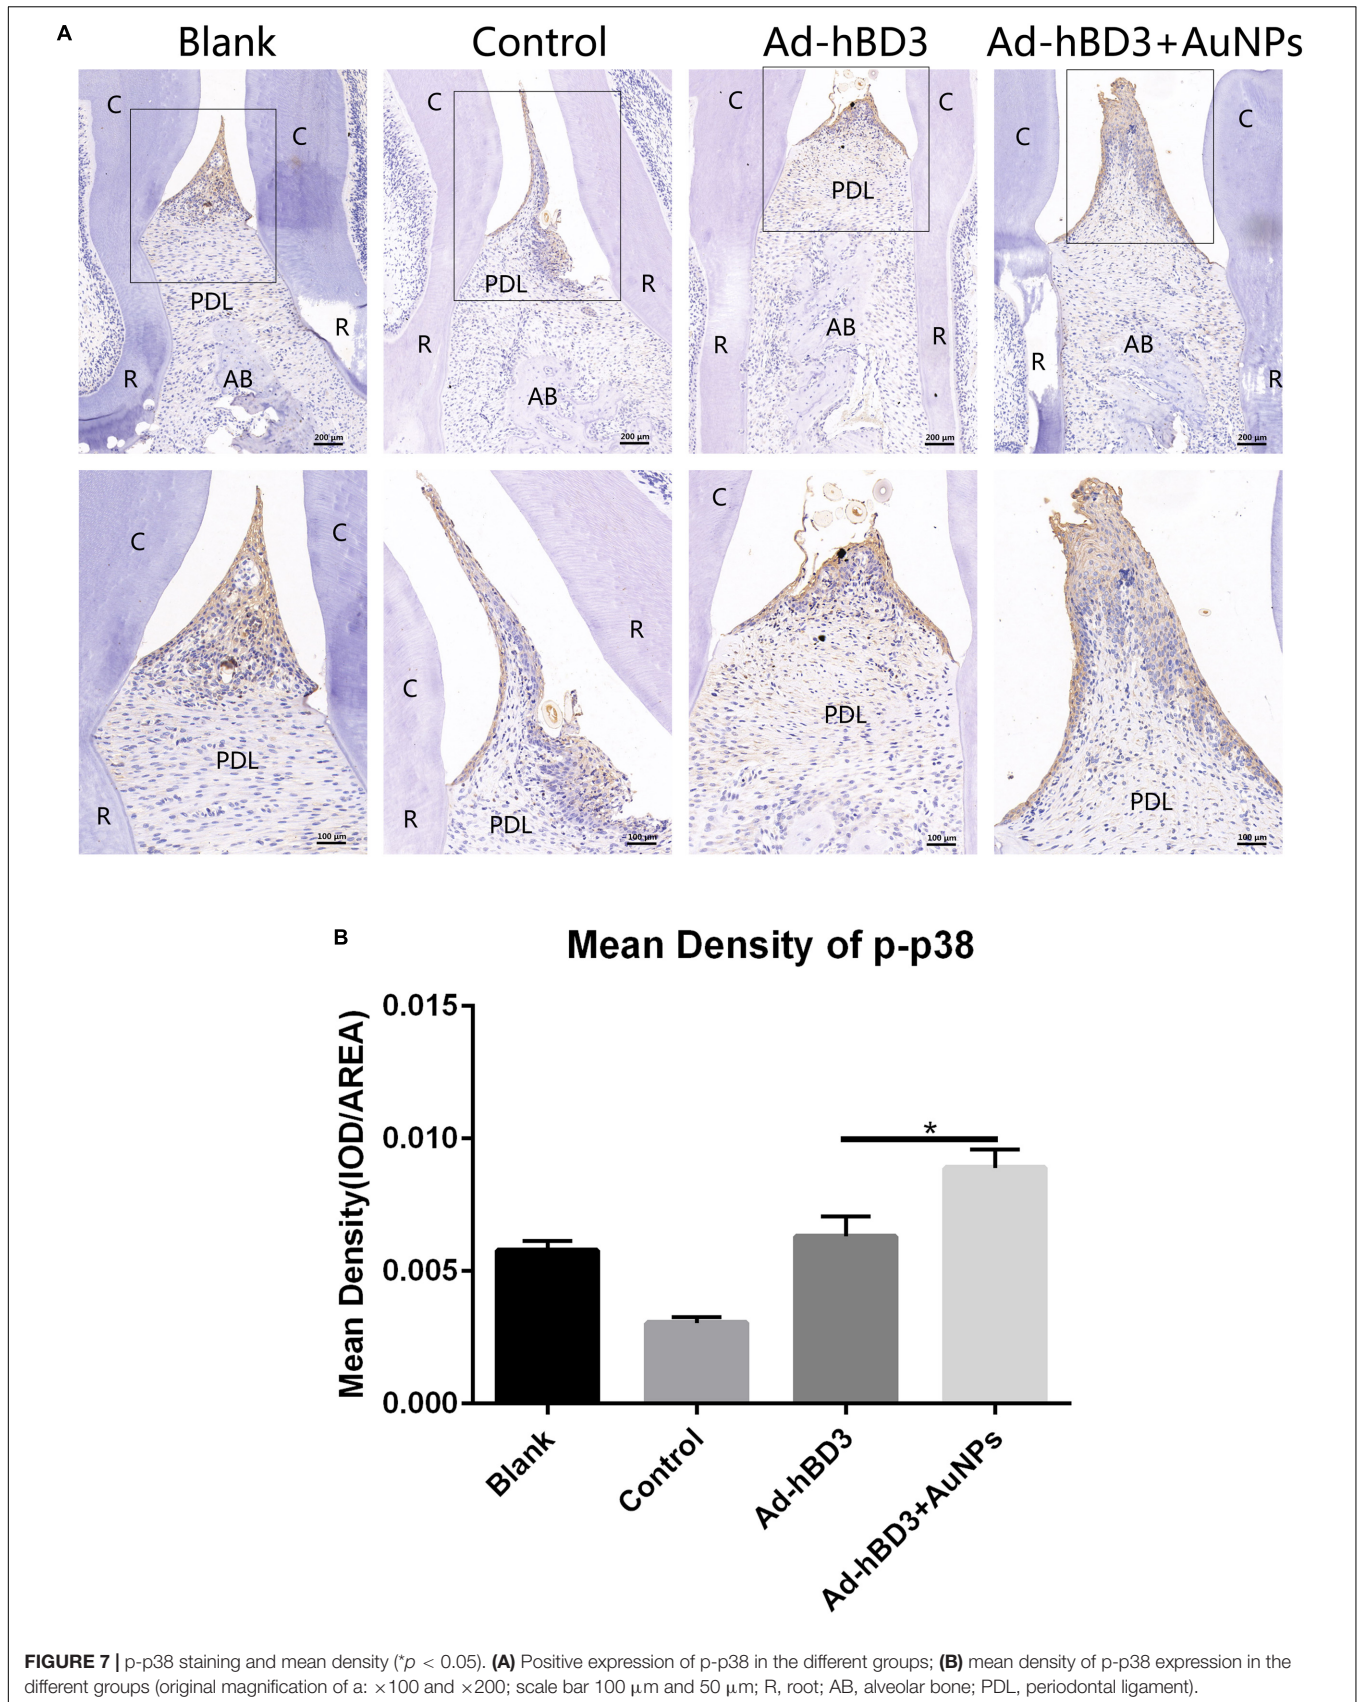 A
Blank Control Ad-hBD3 Ad-hBD3+AuNPs
C C C C C C C
PDL PDL PDL
R R R R R R R
AB AB AB AB
200 µm 200 µm 200 µm 200 µm
C C C C
R R R
PDL PDL PDL PDL
100 µm 100 µm 100 µm 100 µm
B
Mean Density of p-p38
Mean Density(IOD/AREA)
0.015
0.010
0.005
0.000
*
Blank
Control
Ad-hBD3
Ad-hBD3+AuNPs
FIGURE 7 | p-p38 staining and mean density (*p < 0.05). (A) Positive expression of p-p38 in the different groups; (B) mean density of p-p38 expression in the
different groups (original magnification of a: ×100 and ×200; scale bar 100 µm and 50 µm; R, root; AB, alveolar bone; PDL, periodontal ligament).